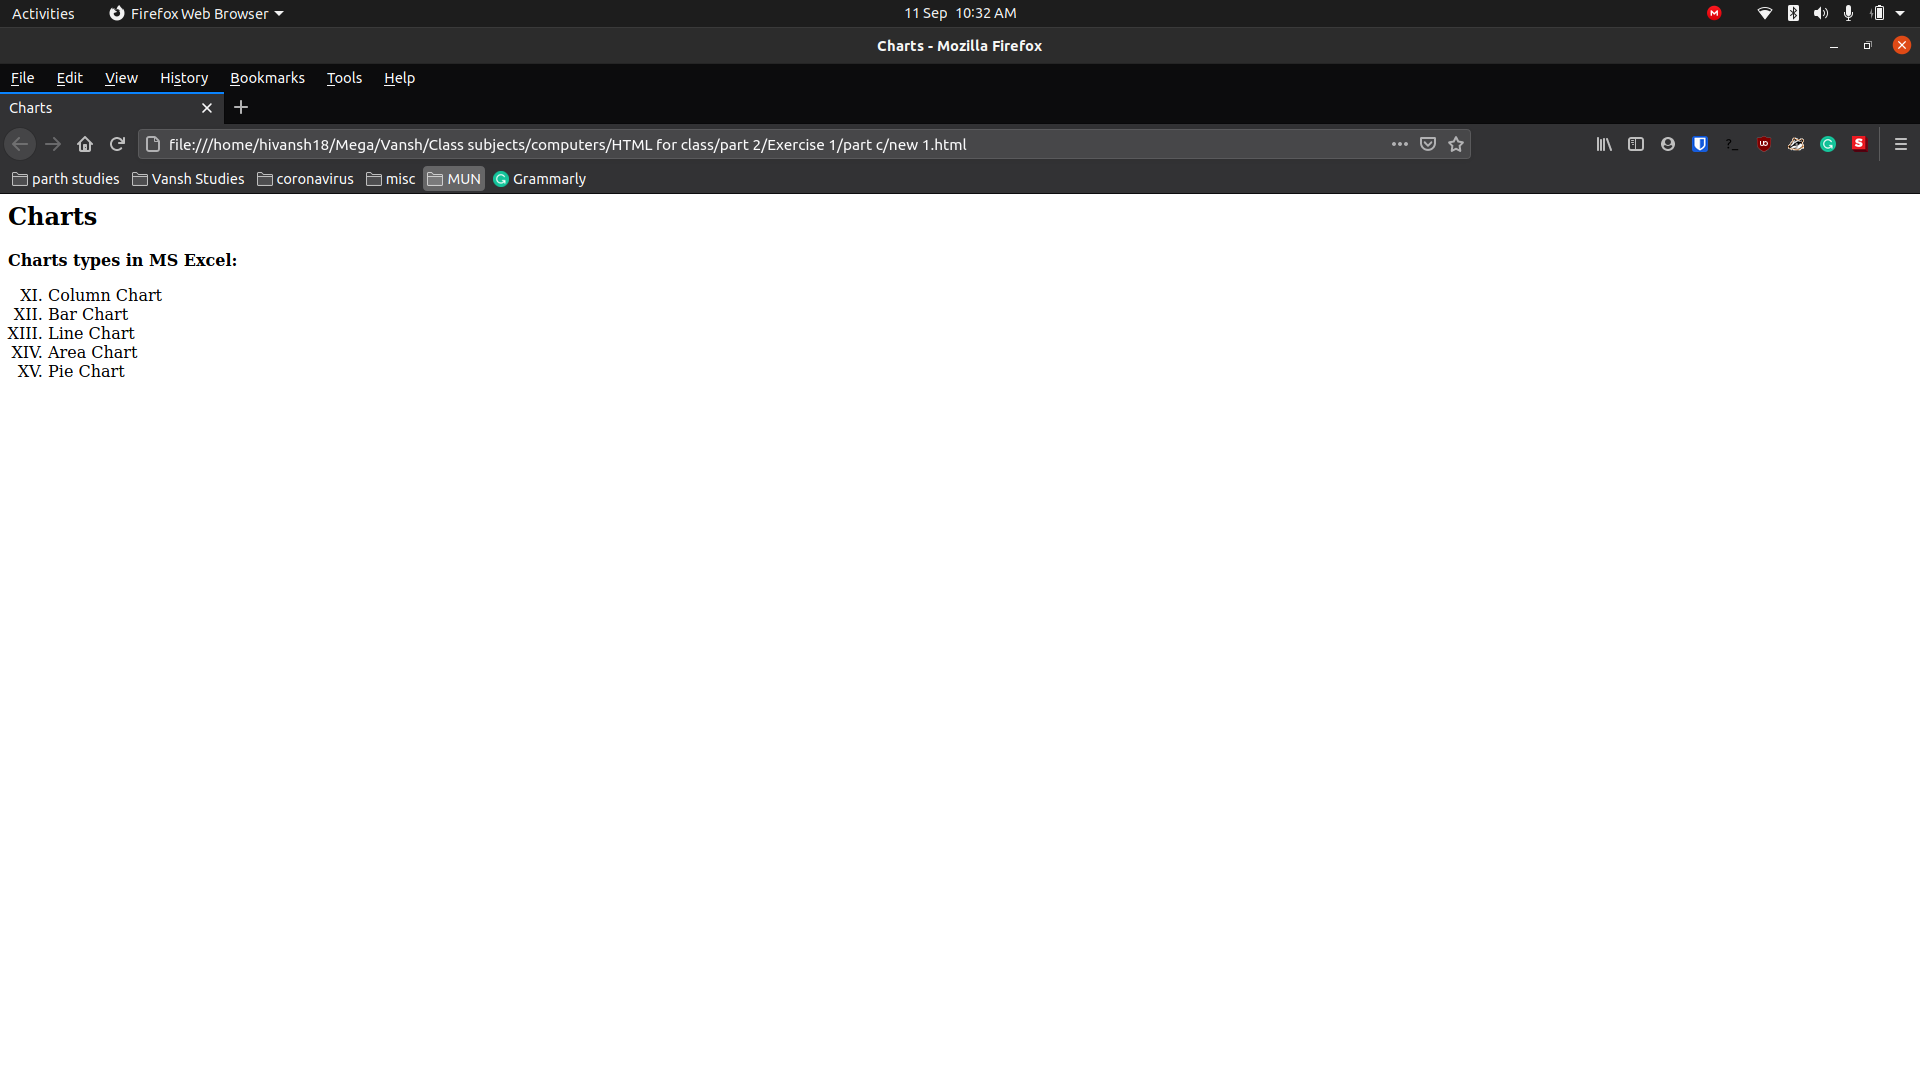 Activities Firefox Web Browser 11 Sep 10:32 AM
Charts - Mozilla Firefox
File Edit View History Bookmarks Tools Help
Charts
file:///home/hivansh18/Mega/Vansh/Class subjects/computers/HTML for class/part 2/Exercise 1/part c/new 1.html
parth studies Vansh Studies coronavirus misc MUN Grammarly
Charts
Charts types in MS Excel:
XI. Column Chart
XII. Bar Chart
XIII. Line Chart
XIV. Area Chart
XV. Pie Chart